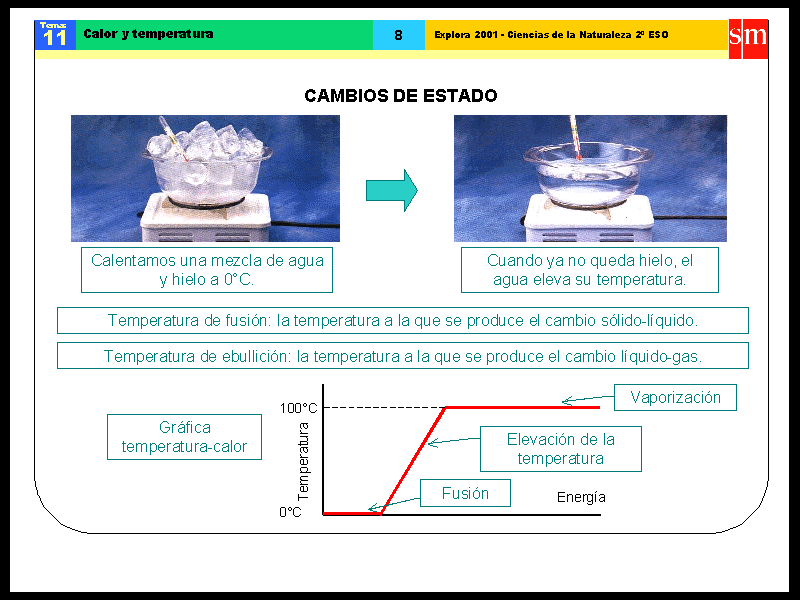 Tema:
11
Calor y temperatura
8
Explora 2001 - Ciencias de la Naturaleza 2º ESO
sm
CAMBIOS DE ESTADO
Calentamos una mezcla de agua
y hielo a 0°C.
Cuando ya no queda hielo, el
agua eleva su temperatura.
Temperatura de fusión: la temperatura a la que se produce el cambio sólido-líquido.
Temperatura de ebullición: la temperatura a la que se produce el cambio líquido-gas.
Gráfica
temperatura-calor
100°C
Temperatura
0°C
Vaporización
Elevación de la
temperatura
Fusión
Energía